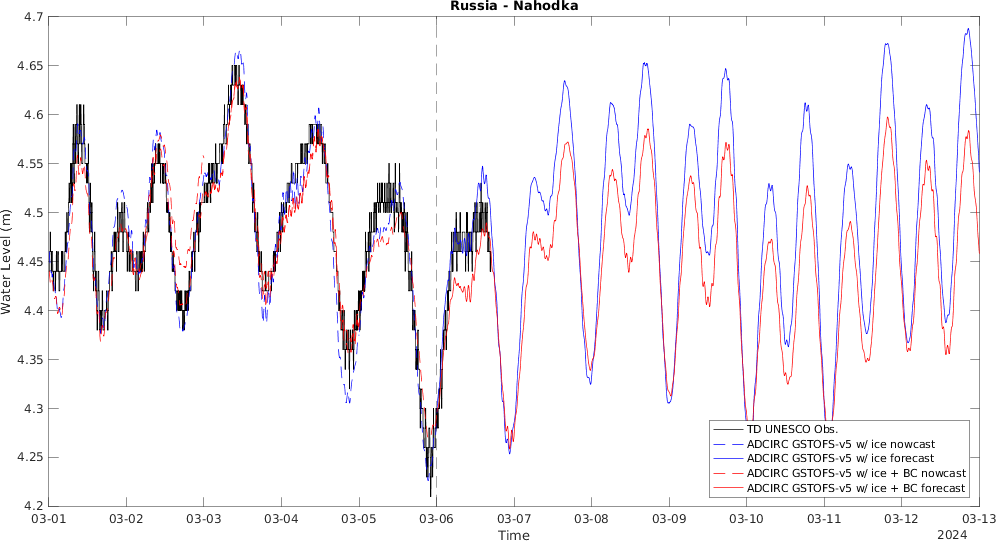 Russia - Nahodka
4.7
4.65
4.6
4.55
4.5
4.45
4.4
4.35
4.3
4.25
4.2
Water Level (m)
TD UNESCO Obs.
ADCIRC GSTOFS-v5 w/ ice nowcast
ADCIRC GSTOFS-v5 w/ ice forecast
ADCIRC GSTOFS-v5 w/ ice + BC nowcast
ADCIRC GSTOFS-v5 w/ ice + BC forecast
03-01 03-02 03-03 03-04 03-05 03-06 03-07 03-08 03-09 03-10 03-11 03-12 03-13
Time
2024